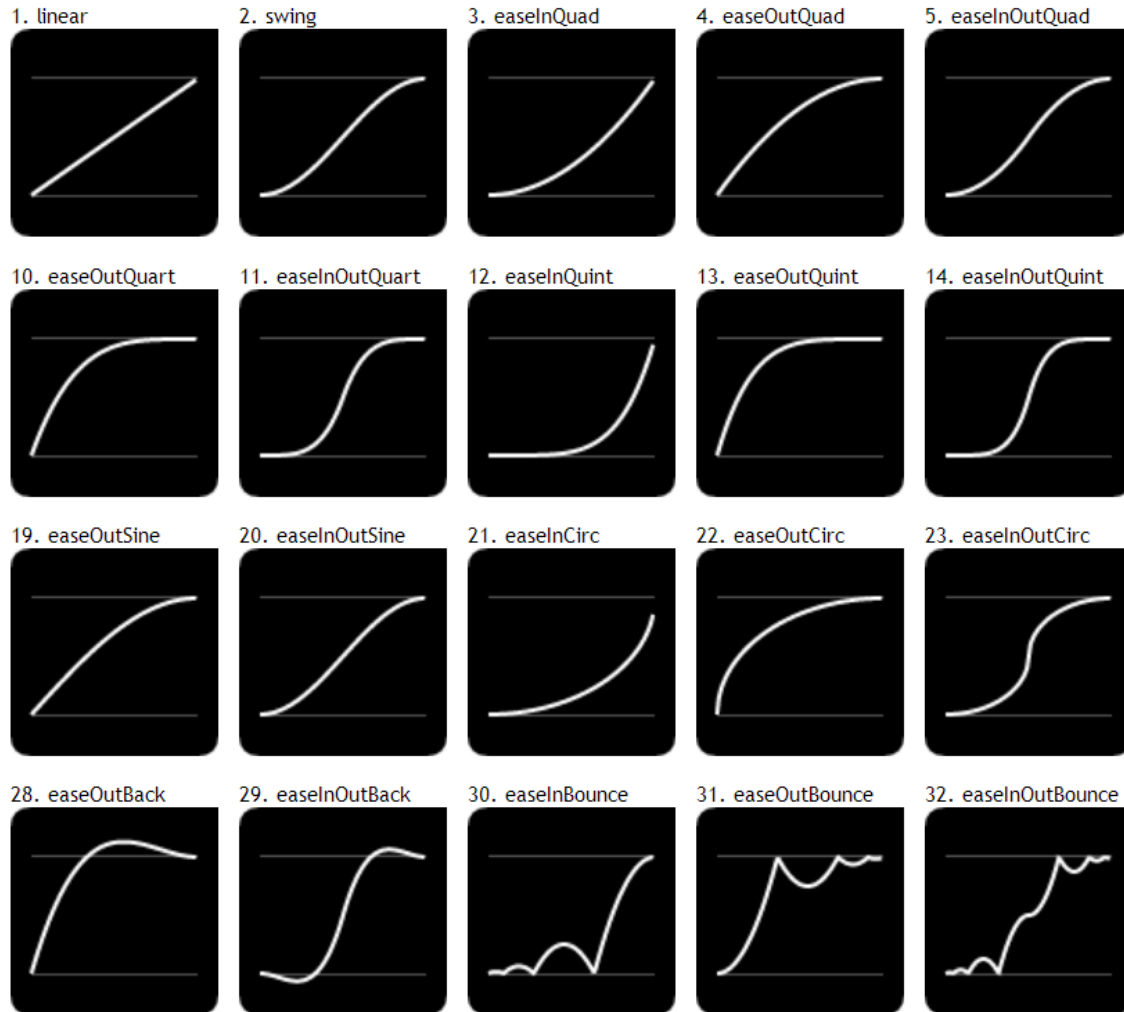 1. linear
2. swing
3. easeInQuad
4. easeOutQuad
5. easeInOutQuad
10. easeOutQuart
11. easeInOutQuart
12. easeInQuint
13. easeOutQuint
14. easeInOutQuint
19. easeOutSine
20. easeInOutSine
21. easeInCirc
22. easeOutCirc
23. easeInOutCirc
28. easeOutBack
29. easeInOutBack
30. easeInBounce
31. easeOutBounce
32. easeInOutBounce